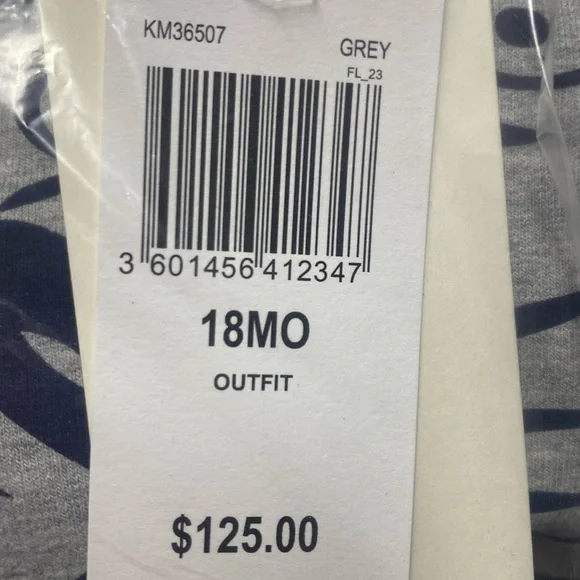 KM36507
GREY
FL_23
3 601456 412347
18MO
OUTFIT
$125.00